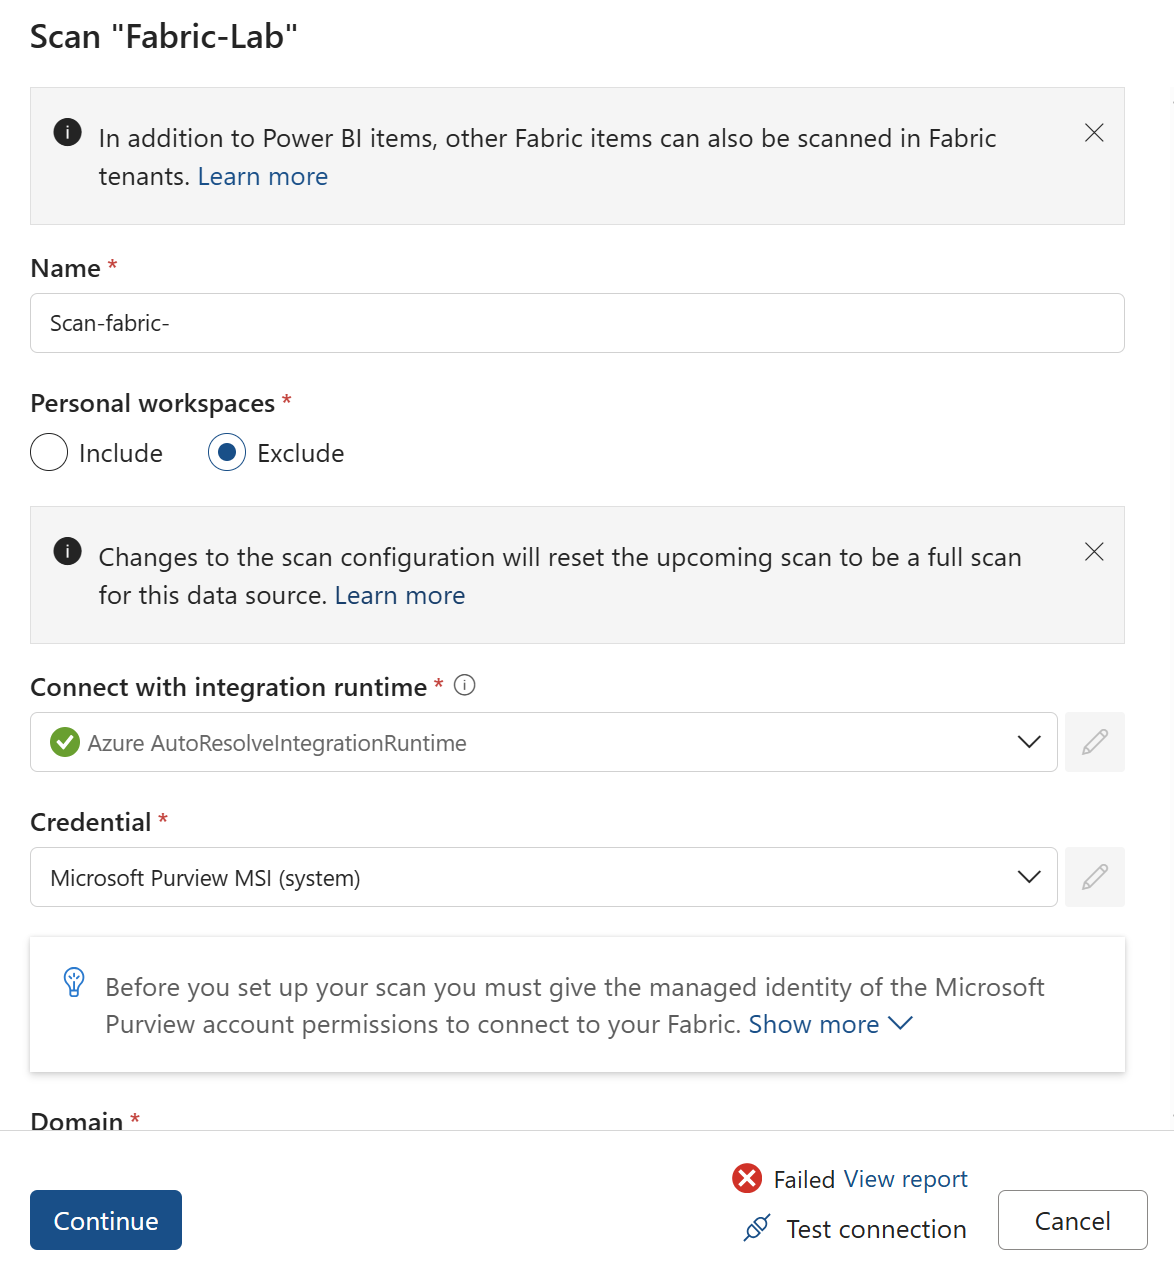 Scan "Fabric-Lab"
In addition to Power BI items, other Fabric items can also be scanned in Fabric
tenants. Learn more
Name *
Scan-fabric-
Personal workspaces *
Include Exclude
Changes to the scan configuration will reset the upcoming scan to be a full scan
for this data source. Learn more
Connect with integration runtime *
Azure AutoResolveIntegrationRuntime
Credential *
Microsoft Purview MSI (system)
Before you set up your scan you must give the managed identity of the Microsoft
Purview account permissions to connect to your Fabric. Show more
Domain *
Failed View report
Continue
Test connection
Cancel